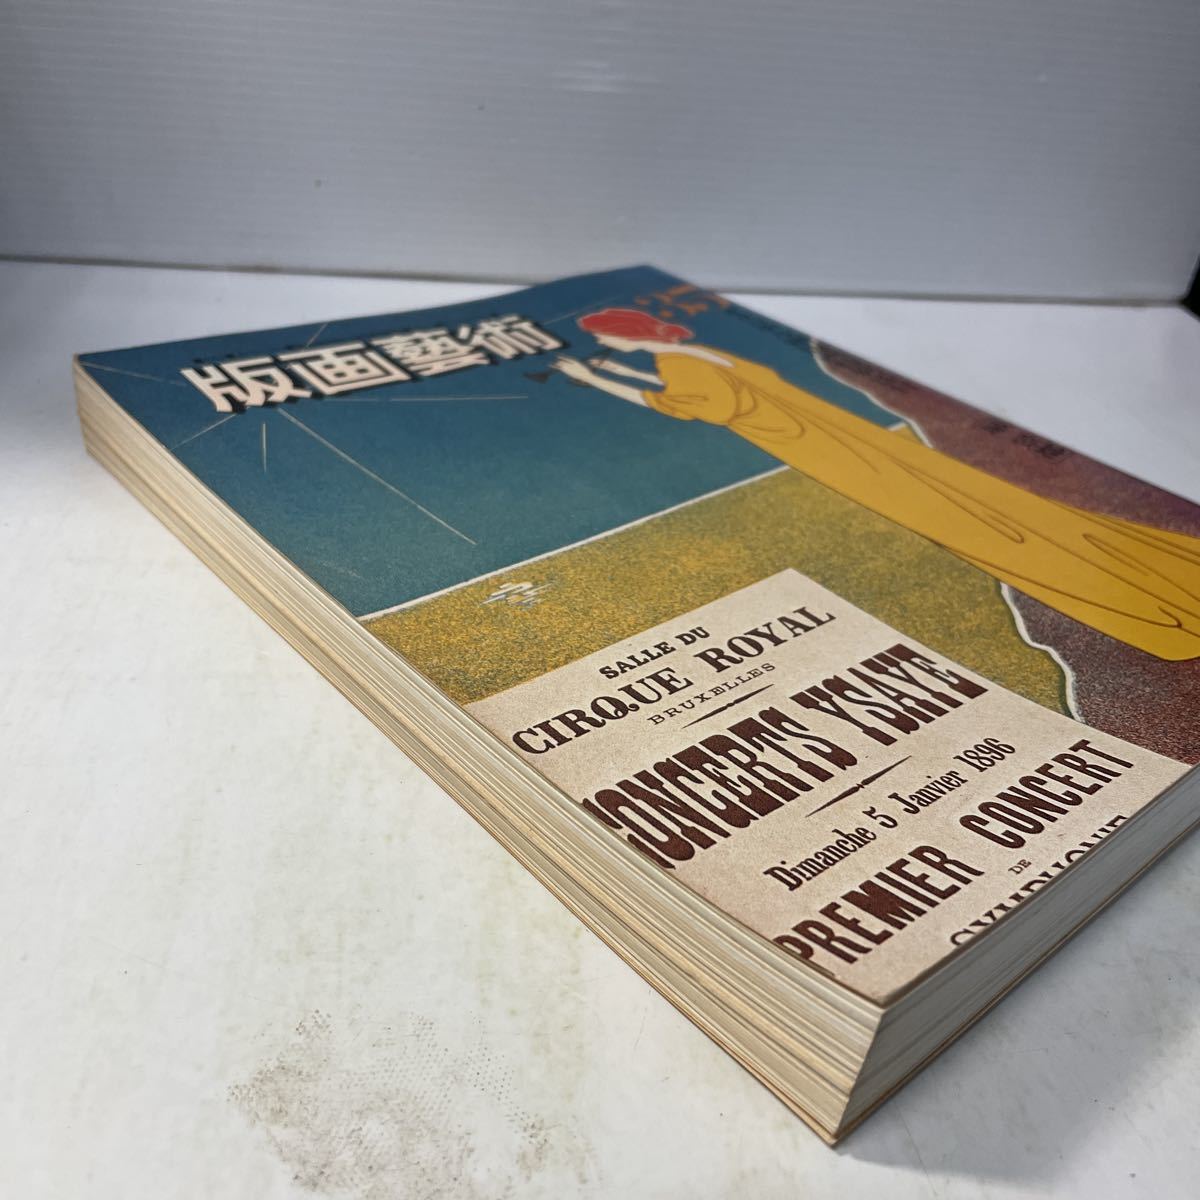 版画藝術
SALLE DU
CIRQUE ROYAL
BRUXELLES
CONCERTS YSAYE
Dimanche 5 Janvier 1896
PREMIER CONCERT
DE